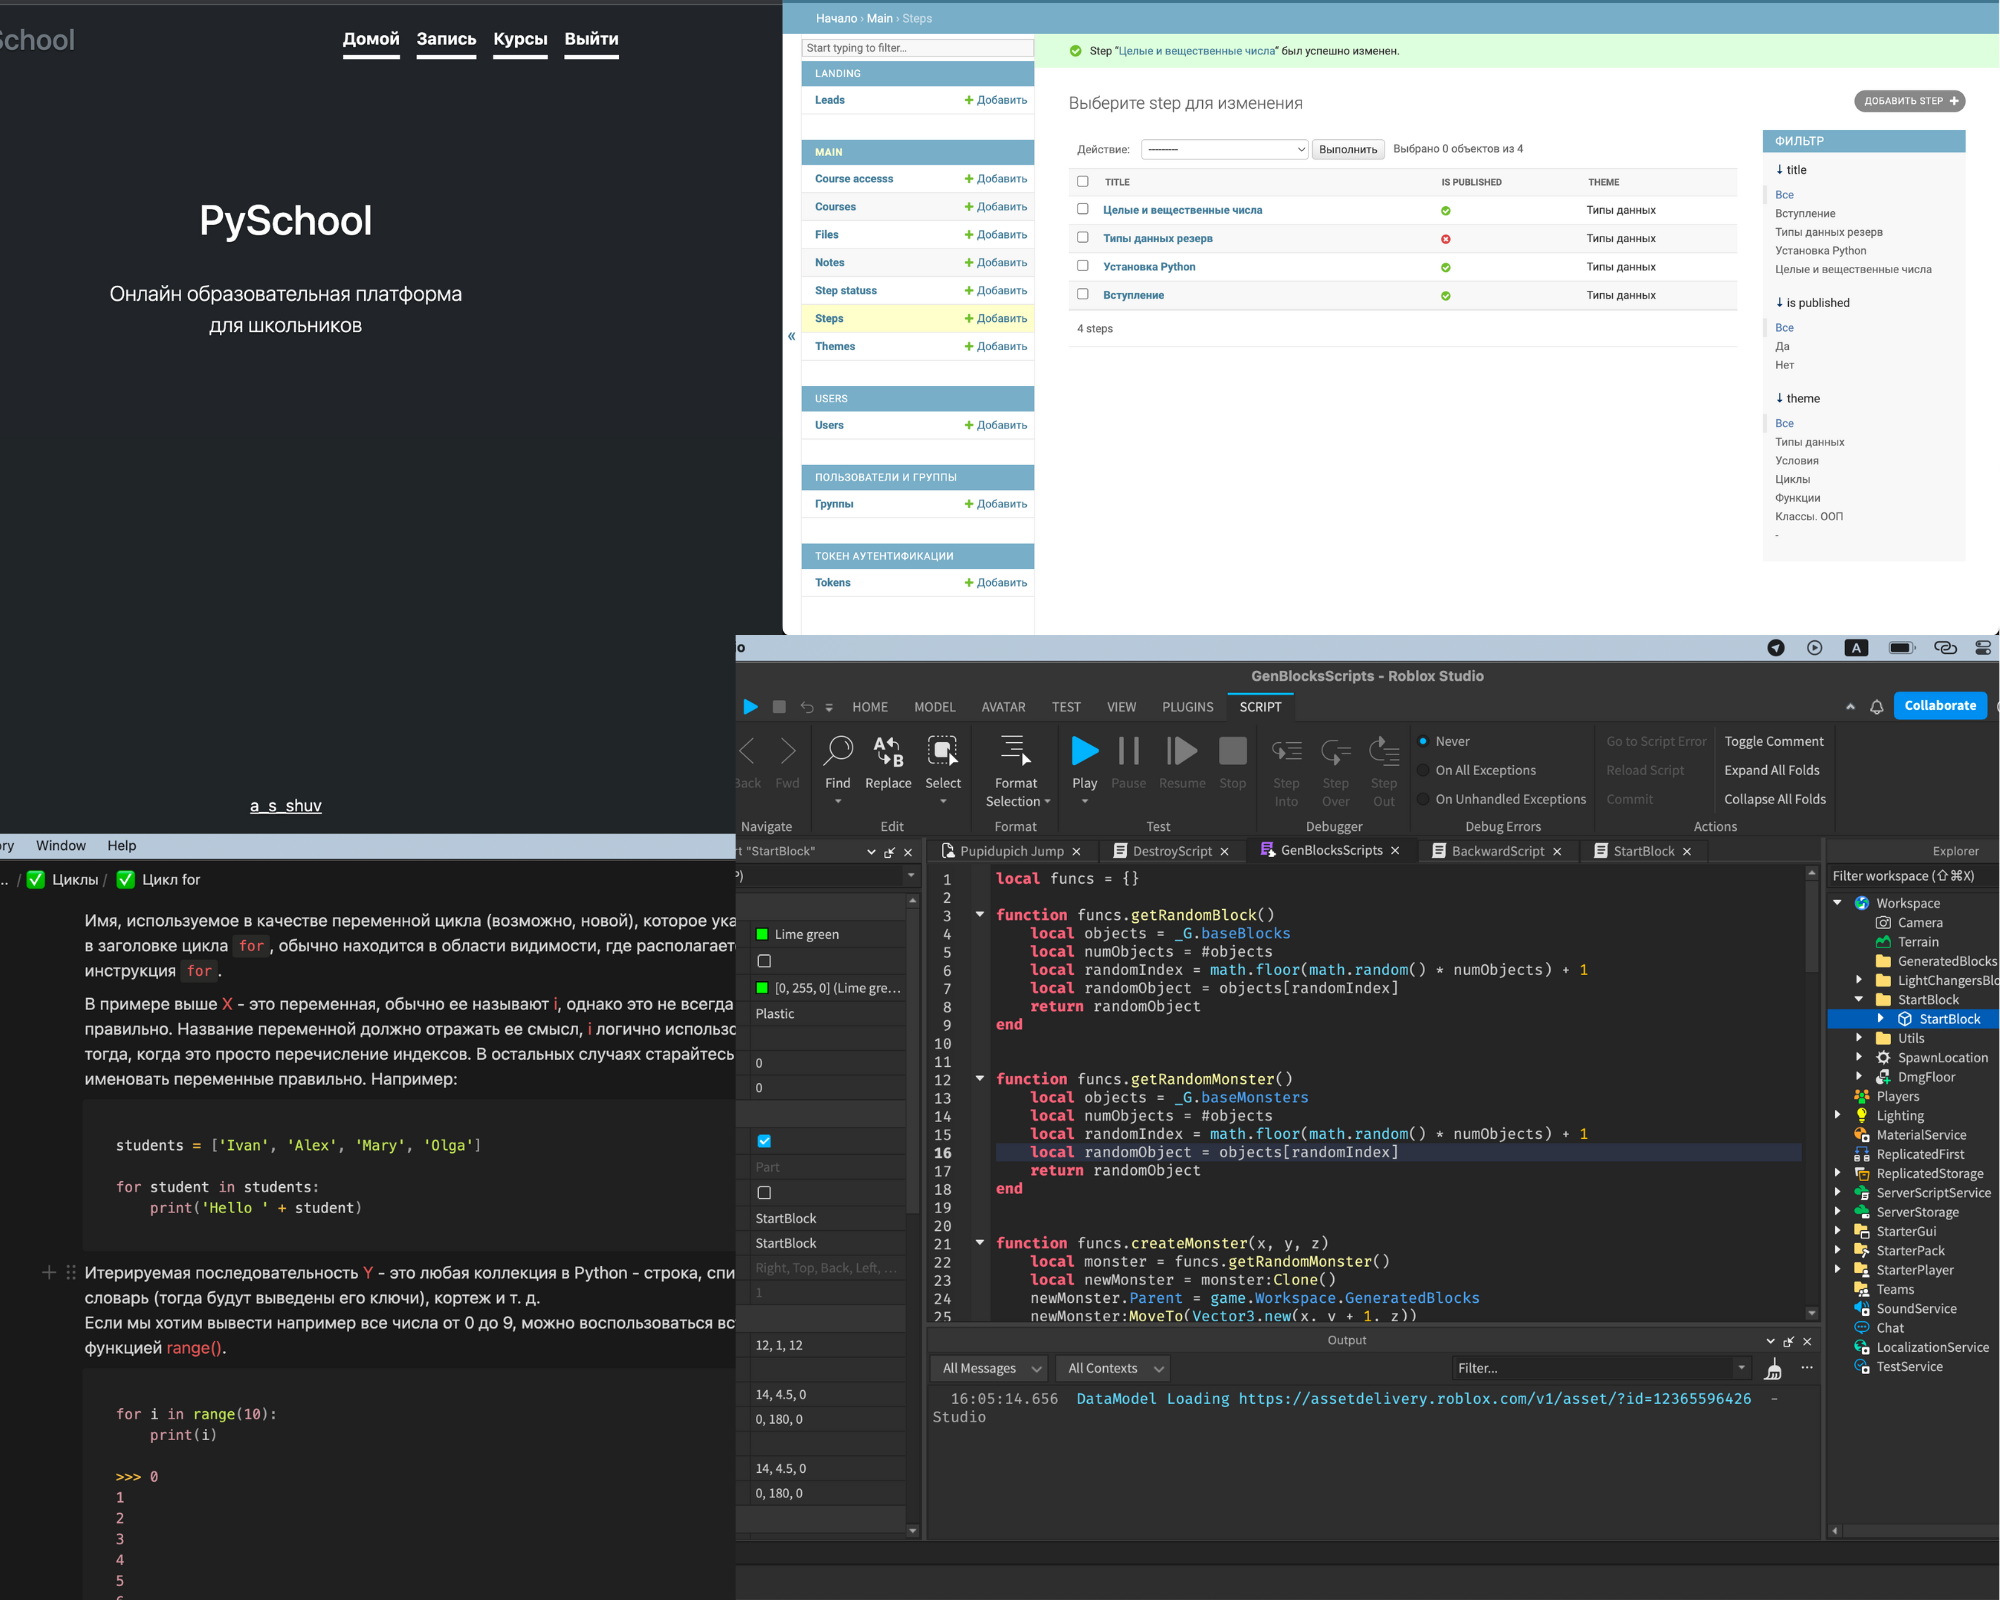 School
Домой Запись Курсы Выйти
PySchool
Онлайн образовательная платформа
для школьников
a_s_shuv
Начало › Main › Steps
Start typing to filter...
LANDING
Leads + Добавить
MAIN
Course accesss + Добавить
Courses + Добавить
Files + Добавить
Notes + Добавить
Step statuss + Добавить
Steps + Добавить
Themes + Добавить
USERS
Users + Добавить
ПОЛЬЗОВАТЕЛИ И ГРУППЫ
Группы + Добавить
ТОКЕН АУТЕНТИФИКАЦИИ
Tokens + Добавить
«
Step “Целые и вещественные числа” был успешно изменен.
Выберите step для изменения
ДОБАВИТЬ STEP +
Действие: --------- Выполнить Выбрано 0 объектов из 4
TITLE IS PUBLISHED THEME
Целые и вещественные числа Типы данных
Типы данных резерв Типы данных
Установка Python Типы данных
Вступление Типы данных
4 steps
ФИЛЬТР
↓ title
Все
Вступление
Типы данных резерв
Установка Python
Целые и вещественные числа
↓ is published
Все
Да
Нет
↓ theme
Все
Типы данных
Условия
Циклы
Функции
Классы. ООП
-
ory Window Help
... / Циклы / Цикл for
Имя, используемое в качестве переменной цикла (возможно, новой), которое ука
в заголовке цикла for, обычно находится в области видимости, где располагает
инструкция for.
В примере выше X - это переменная, обычно ее называют i, однако это не всегда
правильно. Название переменной должно отражать ее смысл, i логично использо
тогда, когда это просто перечисление индексов. В остальных случаях старайтесь
именовать переменные правильно. Например:
students = ['Ivan', 'Alex', 'Mary', 'Olga']
for student in students:
print('Hello ' + student)
Итерируемая последовательность Y - это любая коллекция в Python - строка, спи
словарь (тогда будут выведены его ключи), кортеж и т. д.
Если мы хотим вывести например все числа от 0 до 9, можно воспользоваться вс
функцией range().
for i in range(10):
print(i)
>>> 0
1
2
3
4
5
o
A
GenBlocksScripts - Roblox Studio
HOME MODEL AVATAR TEST VIEW PLUGINS SCRIPT
Collaborate
Back Fwd
Navigate
Find Replace Select
Edit
Format Selection
Format
Play Pause Resume Stop
Test
Step Into Step Over Step Out
Debugger
Never
On All Exceptions
On Unhandled Exceptions
Debug Errors
Go to Script Error
Reload Script
Commit
Toggle Comment
Expand All Folds
Collapse All Folds
Actions
rt "StartBlock"
P)
Lime green
[0, 255, 0] (Lime gre...
Plastic
0
0
Part
StartBlock
StartBlock
Right, Top, Back, Left, ...
1
12, 1, 12
14, 4.5, 0
0, 180, 0
14, 4.5, 0
0, 180, 0
Pupidupich Jump × DestroyScript × GenBlocksScripts × BackwardScript × StartBlock ×
1 local funcs = {}
2
3 function funcs.getRandomBlock()
4 local objects = _G.baseBlocks
5 local numObjects = #objects
6 local randomIndex = math.floor(math.random() * numObjects) + 1
7 local randomObject = objects[randomIndex]
8 return randomObject
9 end
10
11
12 function funcs.getRandomMonster()
13 local objects = _G.baseMonsters
14 local numObjects = #objects
15 local randomIndex = math.floor(math.random() * numObjects) + 1
16 local randomObject = objects[randomIndex]
17 return randomObject
18 end
19
20
21 function funcs.createMonster(x, y, z)
22 local monster = funcs.getRandomMonster()
23 local newMonster = monster:Clone()
24 newMonster.Parent = game.Workspace.GeneratedBlocks
25 newMonster:MoveTo(Vector3.new(x, y + 1, z))
Output
All Messages All Contexts Filter... ...
16:05:14.656 DataModel Loading https://assetdelivery.roblox.com/v1/asset/?id=12365596426 -
Studio
Explorer
Filter workspace (⇧⌘X)
Workspace
Camera
Terrain
GeneratedBlocks
LightChangersBlo
StartBlock
StartBlock
Utils
SpawnLocation
DmgFloor
Players
Lighting
MaterialService
ReplicatedFirst
ReplicatedStorage
ServerScriptService
ServerStorage
StarterGui
StarterPack
StarterPlayer
Teams
SoundService
Chat
LocalizationService
TestService